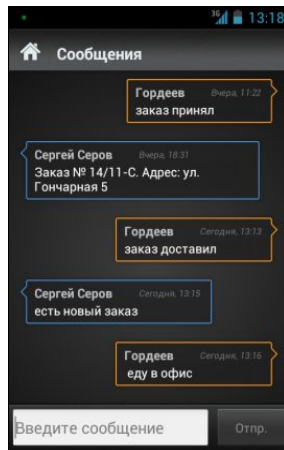 3G 13:18
Сообщения
Гордеев Вчера, 11:22
заказ принял
Сергей Серов Вчера, 18:31
Заказ № 14/11-С. Адрес: ул.
Гончарная 5
Гордеев Сегодня, 13:13
заказ доставил
Сергей Серов Сегодня, 13:15
есть новый заказ
Гордеев Сегодня, 13:16
еду в офис
Введите сообщение Отпр.